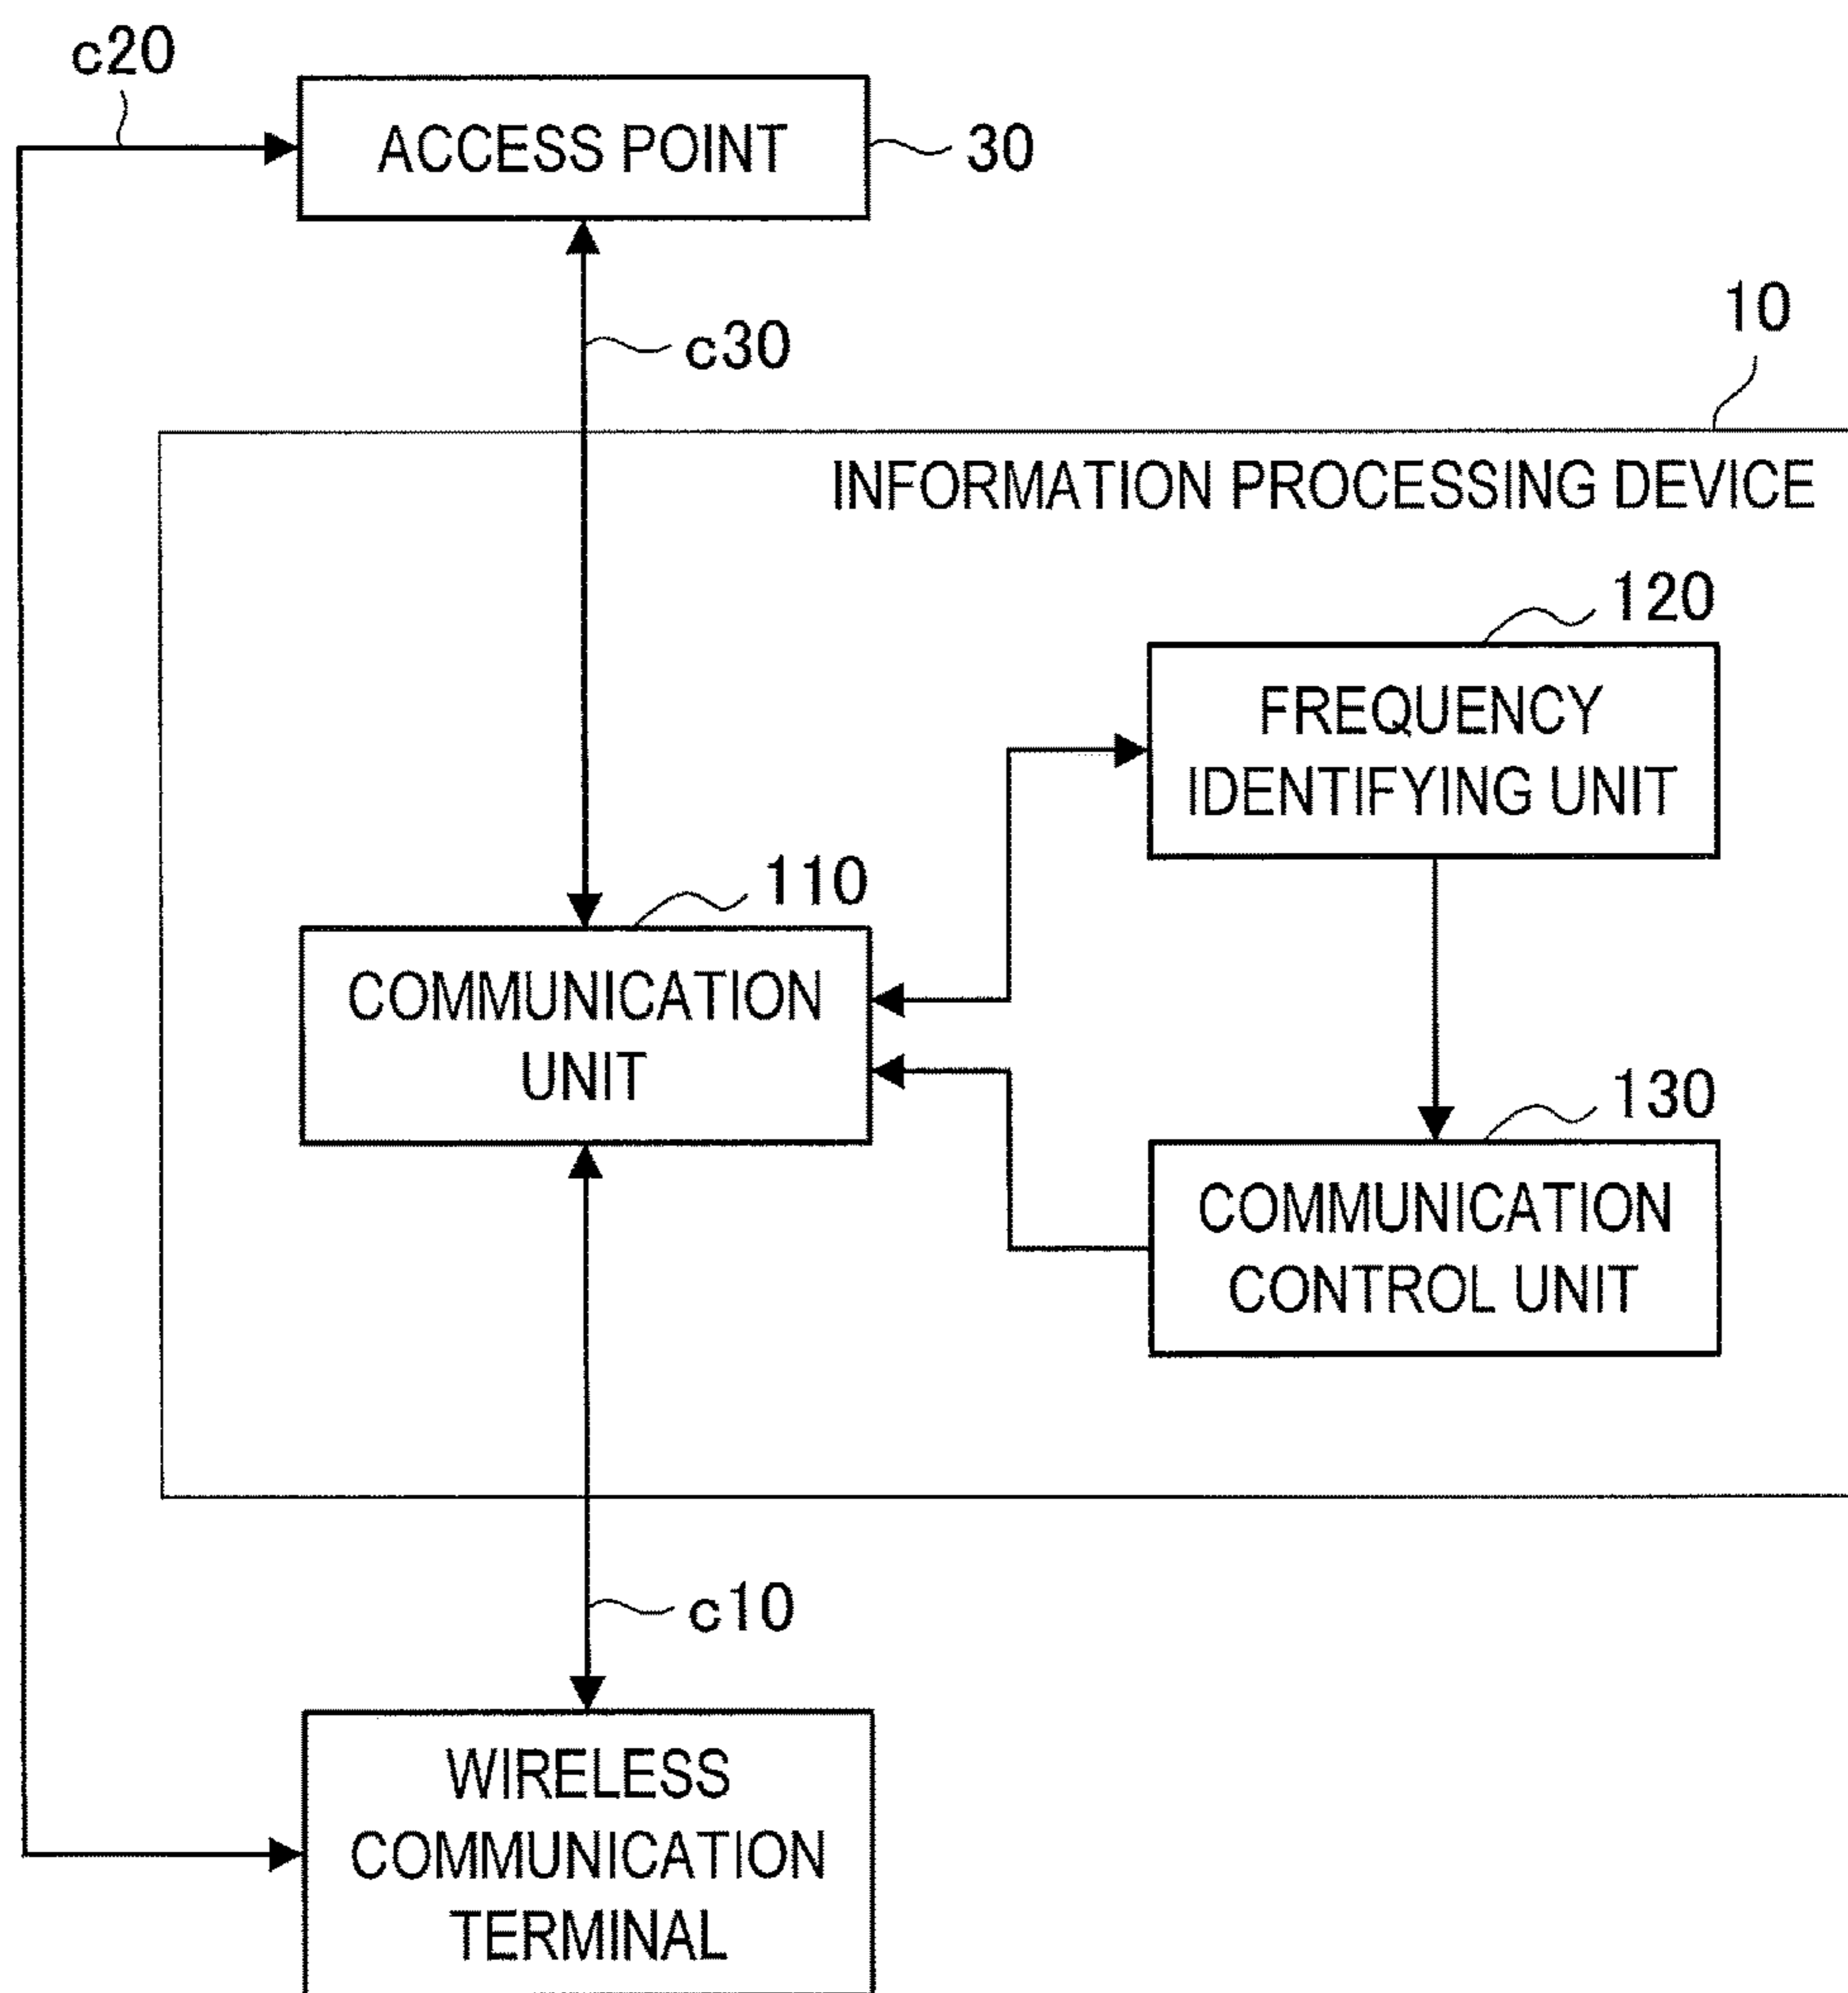 c20
ACCESS POINT
30
c30
10
INFORMATION PROCESSING DEVICE
120
FREQUENCY
IDENTIFYING UNIT
110
COMMUNICATION
UNIT
130
COMMUNICATION
CONTROL UNIT
c10
WIRELESS
COMMUNICATION
TERMINAL